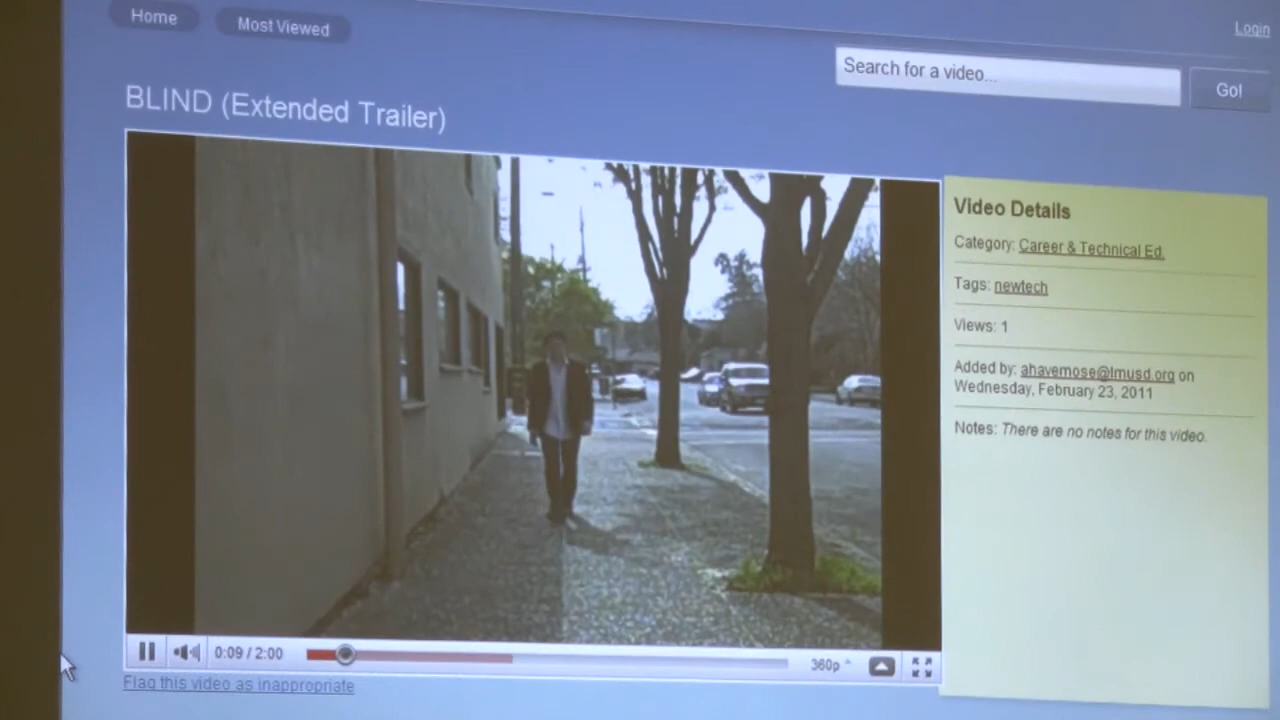 Home
Most Viewed
Login
Search for a video...
Go!
BLIND (Extended Trailer)
Video Details
Category: Career & Technical Ed.
Tags: newtech
Views: 1
Added by: ahavemose@lmusd.org on
Wednesday, February 23, 2011
Notes: There are no notes for this video.
0:09 / 2:00
360p
Flag this video as inappropriate